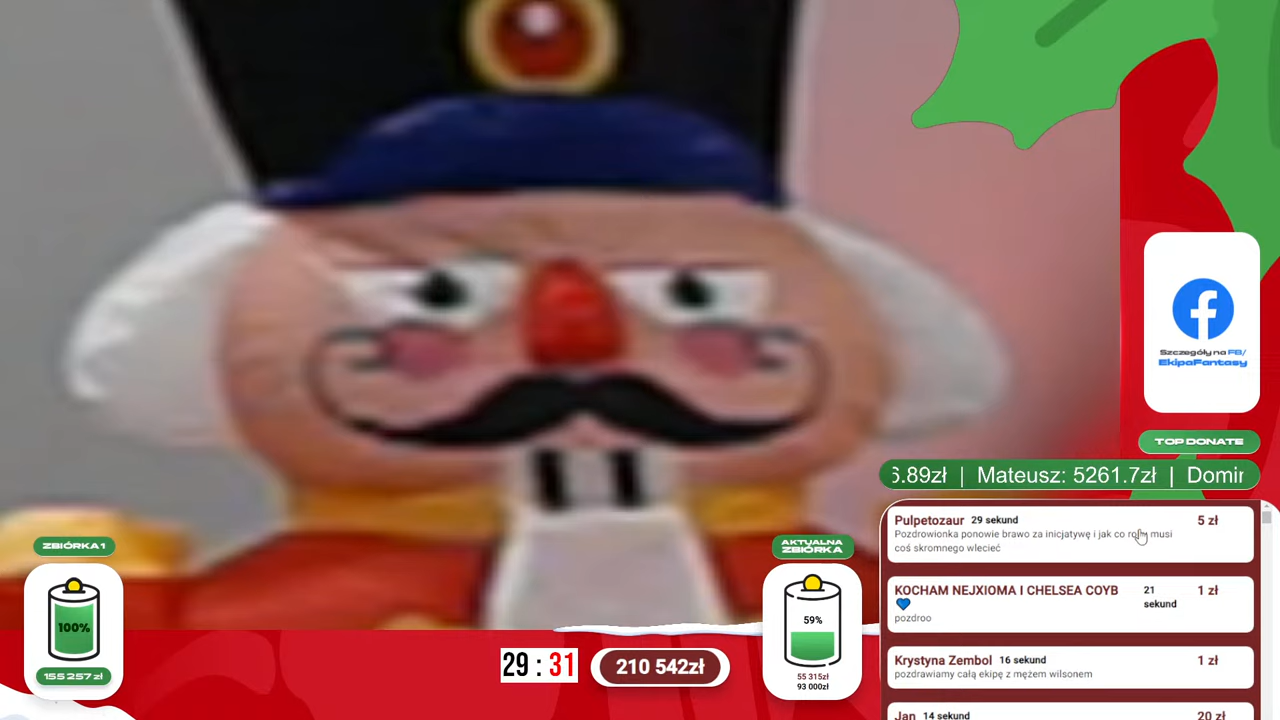 Szczegóły na FB/
EkipaFantasy
TOP DONATE
6.89zł | Mateusz: 5261.7zł | Domir
Pulpetozaur 29 sekund 5 zł
Pozdrowionka ponowie brawo za inicjatywę i jak co roku musi
coś skromnego wlecieć
KOCHAM NEJXIOMA I CHELSEA COYB 💙 21 sekund 1 zł
pozdroo
Krystyna Zembol 16 sekund 1 zł
pozdrawiamy całą ekipę z mężem wilsonem
Jan 14 sekund 20 zł
ZBIÓRKA 1
100%
155 257 zł
29 : 31
210 542zł
AKTUALNA
ZBIÓRKA
59%
55 315zł
93 000zł